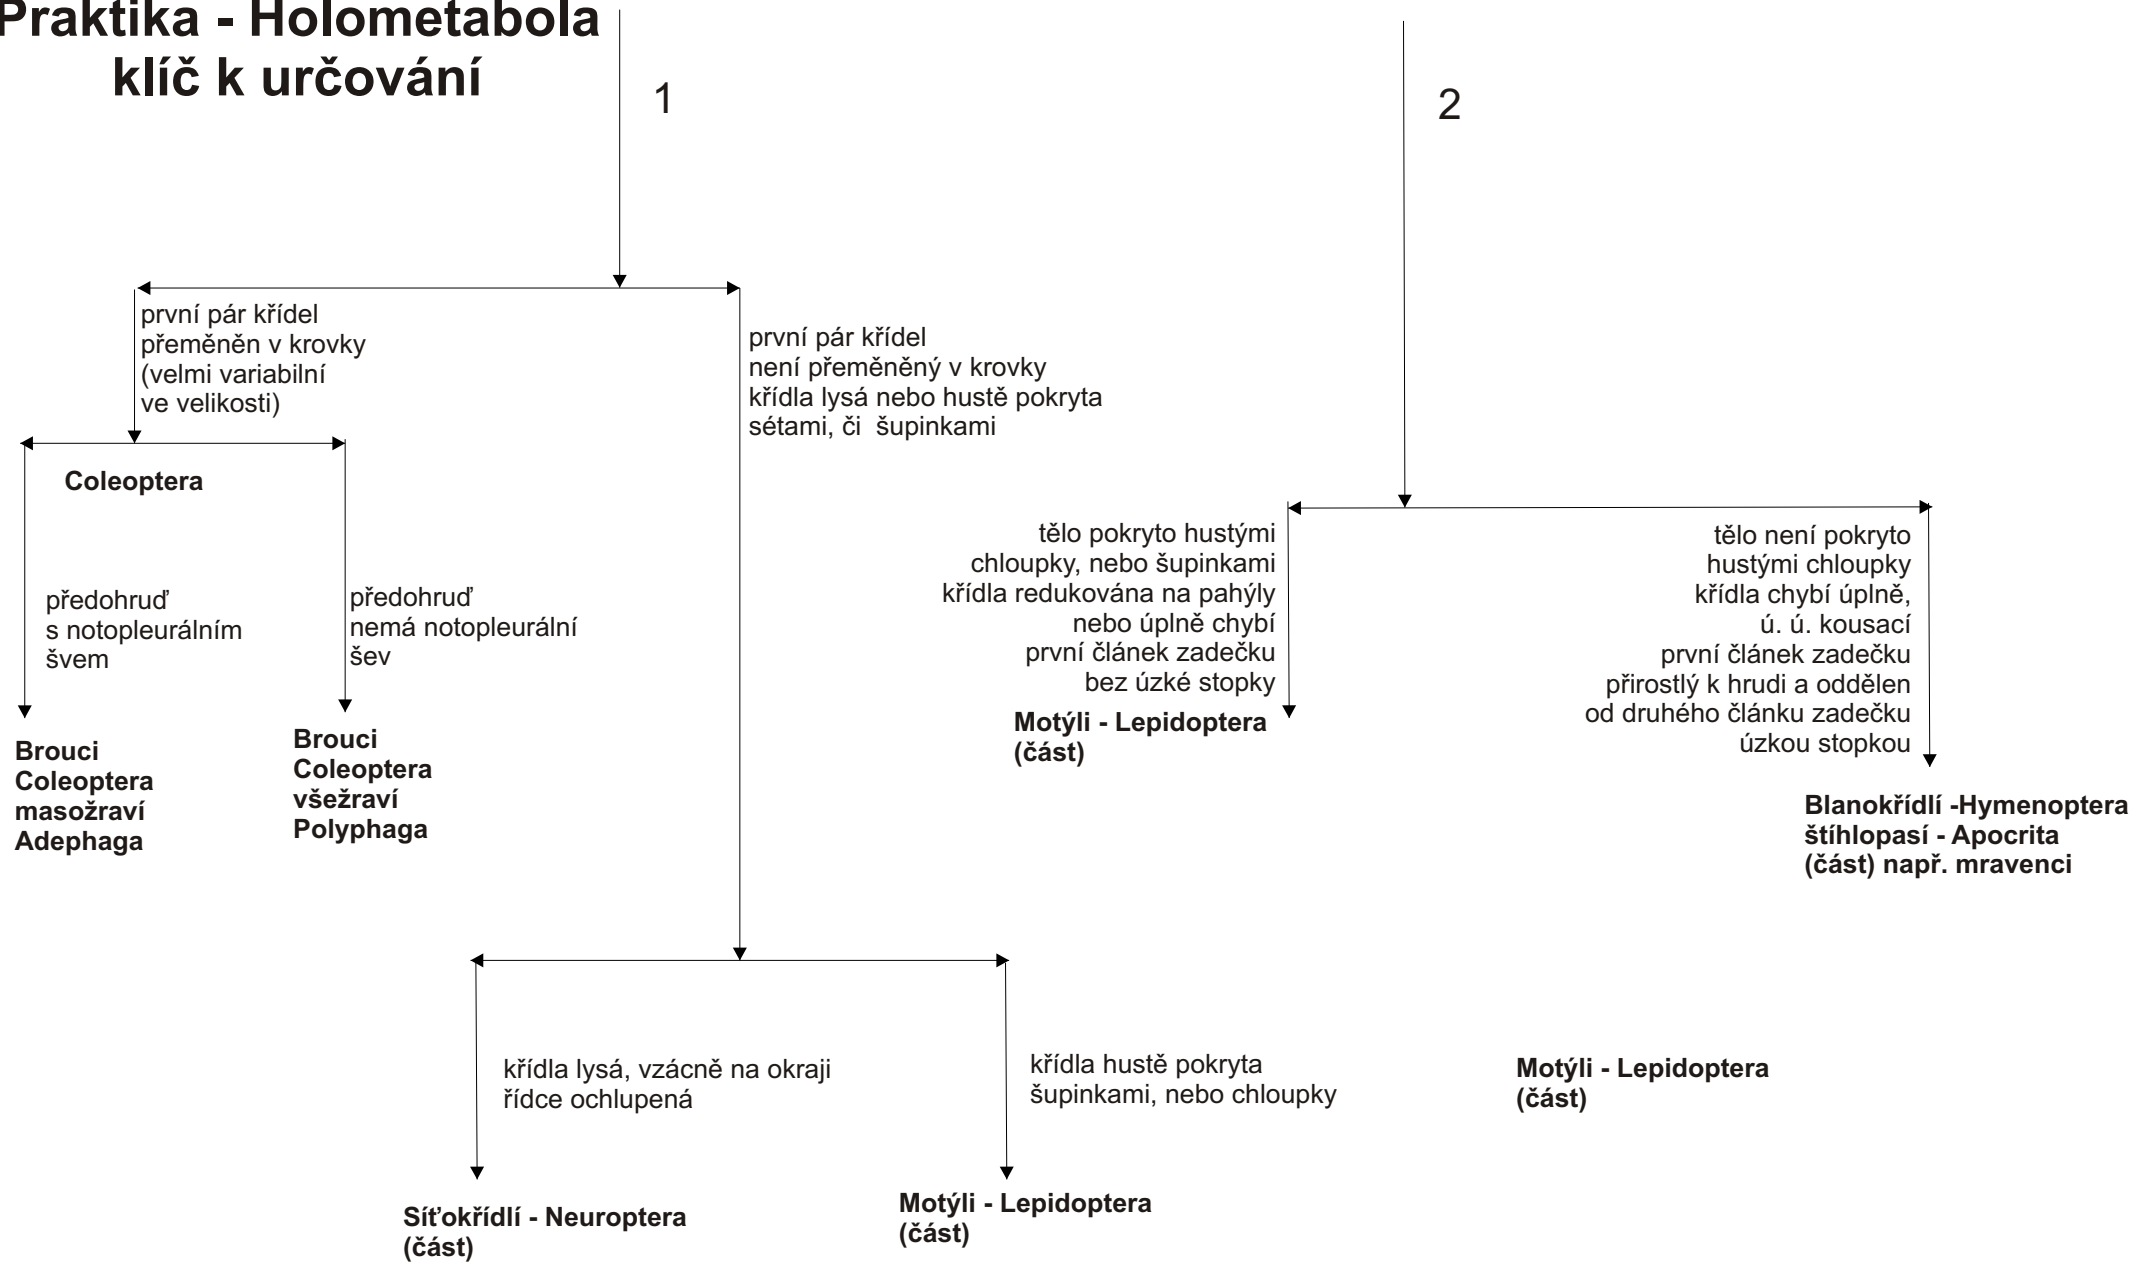 Praktika - Holometabola
klíč k určování
1
2
první pár křídel
přeměněn v krovky
(velmi variabilní
ve velikosti)
první pár křídel
není přeměněný v krovky
křídla lysá nebo hustě pokryta
sétami, či šupinkami
Coleoptera
předohruď
s notopleurálním
švem
předohruď
nemá notopleurální
šev
Brouci
Coleoptera
masožraví
Adephaga
Brouci
Coleoptera
všežraví
Polyphaga
tělo pokryto hustými
chloupky, nebo šupinkami
křídla redukována na pahýly
nebo úplně chybí
první článek zadečku
bez úzké stopky
Motýli - Lepidoptera
(část)
tělo není pokryto
hustými chloupky
křídla chybí úplně,
ú. ú. kousací
první článek zadečku
přirostlý k hrudi a oddělen
od druhého článku zadečku
úzkou stopkou
Blanokřídlí -Hymenoptera
štíhlopasí - Apocrita
(část) např. mravenci
křídla lysá, vzácně na okraji
řídce ochlupená
křídla hustě pokryta
šupinkami, nebo chloupky
Motýli - Lepidoptera
(část)
Síťokřídlí - Neuroptera
(část)
Motýli - Lepidoptera
(část)